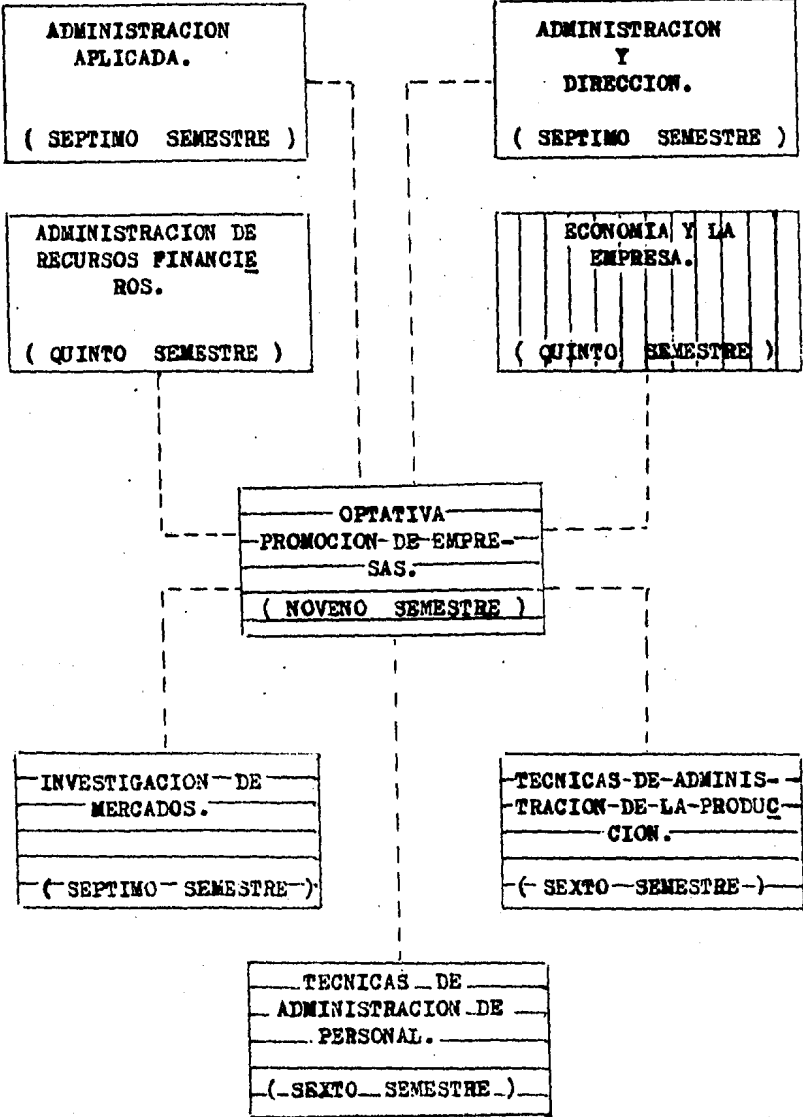 ADMINISTRACION
APLICADA.
( SEPTIMO SEMESTRE )
ADMINISTRACION
Y
DIRECCION.
( SEPTIMO SEMESTRE )
ADMINISTRACION DE
RECURSOS FINANCIE
ROS.
( QUINTO SEMESTRE )
ECONOMIA Y LA
EMPRESA.
( QUINTO SEMESTRE )
OPTATIVA
PROMOCION DE EMPRE-
SAS.
( NOVENO SEMESTRE )
INVESTIGACION DE
MERCADOS.
( SEPTIMO SEMESTRE )
TECNICAS DE ADMINIS-
TRACION DE LA PRODUC
CION.
( SEXTO SEMESTRE )
TECNICAS DE
ADMINISTRACION DE
PERSONAL.
( SEXTO SEMESTRE )